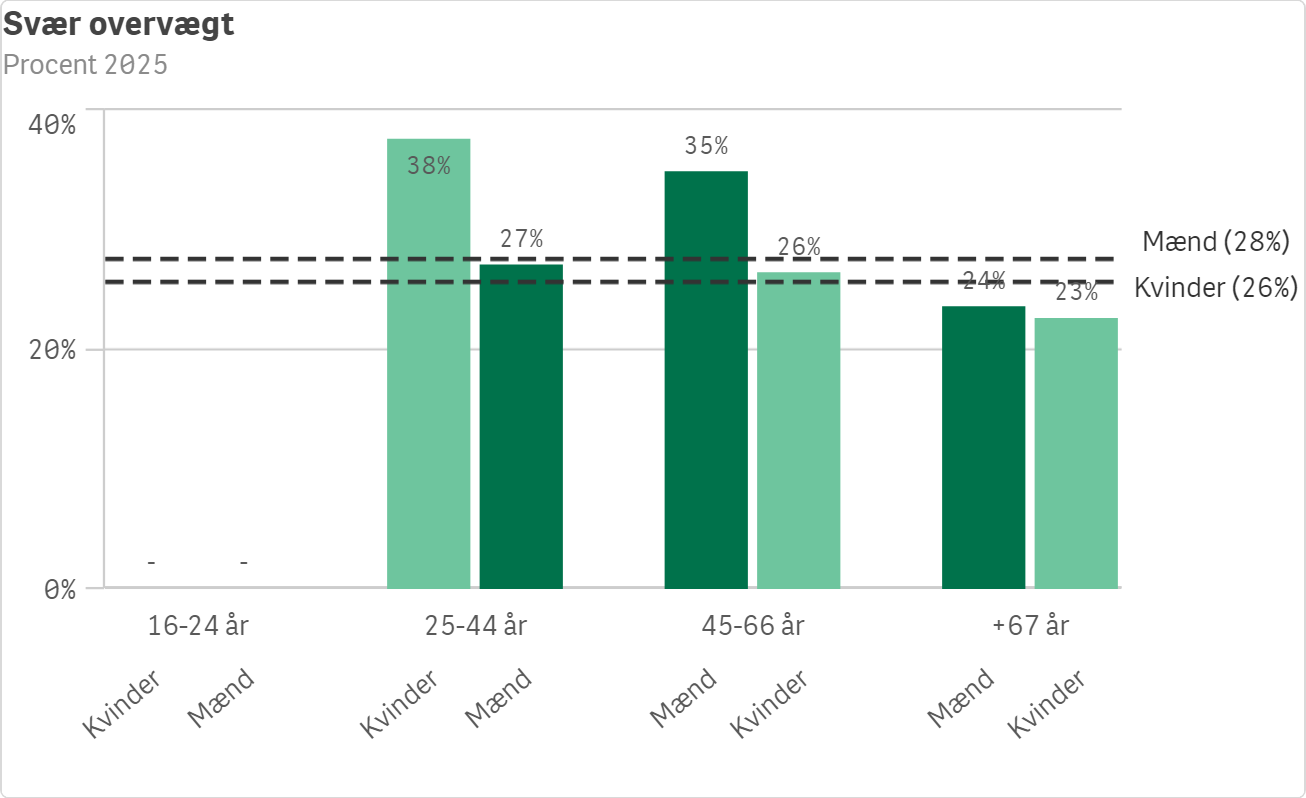 Svær overvægt
Procent 2025
40%
20%
0%
38%
27%
35%
26%
24%
23%
-
-
Mænd (28%)
Kvinder (26%)
16-24 år
25-44 år
45-66 år
+67 år
Kvinder
Mænd
Kvinder
Mænd
Mænd
Kvinder
Mænd
Kvinder